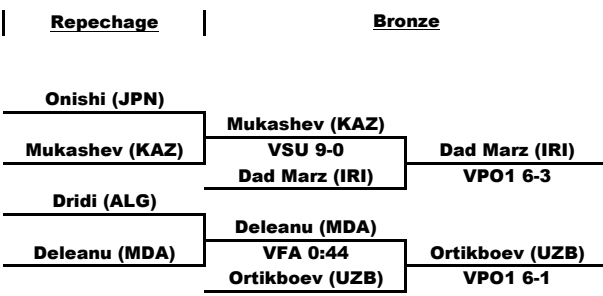 Repechage
Bronze
Onishi (JPN)
Mukashev (KAZ)
Mukashev (KAZ)
VSU 9-0
Dad Marz (IRI)
Dad Marz (IRI)
VPO1 6-3
Dridi (ALG)
Deleanu (MDA)
Deleanu (MDA)
VFA 0:44
Ortikboev (UZB)
Ortikboev (UZB)
VPO1 6-1